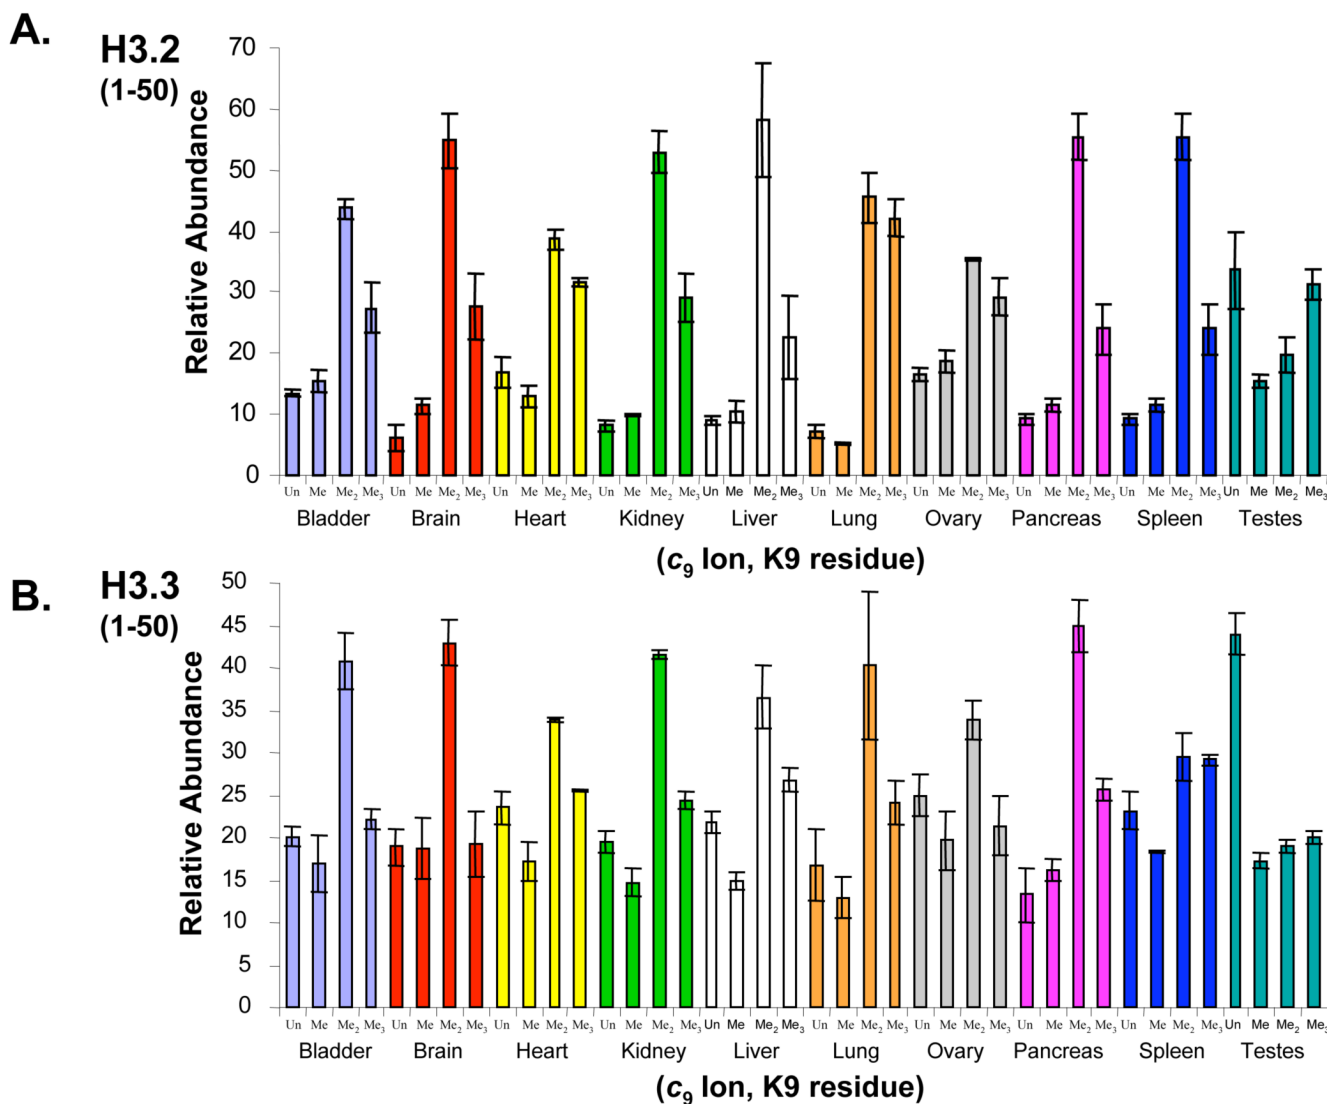 A.
H3.2
(1-50)
Relative Abundance
70
60
50
40
30
20
10
0
Un Me Me₂ Me₃ Un Me Me₂ Me₃ Un Me Me₂ Me₃ Un Me Me₂ Me₃ Un Me Me₂ Me₃ Un Me Me₂ Me₃ Un Me Me₂ Me₃ Un Me Me₂ Me₃ Un Me Me₂ Me₃ Un Me Me₂ Me₃
Bladder Brain Heart Kidney Liver Lung Ovary Pancreas Spleen Testes
(c₉ Ion, K9 residue)
B.
H3.3
(1-50)
Relative Abundance
50
45
40
35
30
25
20
15
10
5
0
Un Me Me₂ Me₃ Un Me Me₂ Me₃ Un Me Me₂ Me₃ Un Me Me₂ Me₃ Un Me Me₂ Me₃ Un Me Me₂ Me₃ Un Me Me₂ Me₃ Un Me Me₂ Me₃ Un Me Me₂ Me₃ Un Me Me₂ Me₃
Bladder Brain Heart Kidney Liver Lung Ovary Pancreas Spleen Testes
(c₉ Ion, K9 residue)